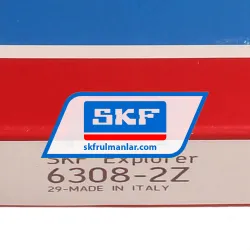 SKF
skfrulmanlar.com
SKF Explorer
6308-2Z
29-MADE IN ITALY